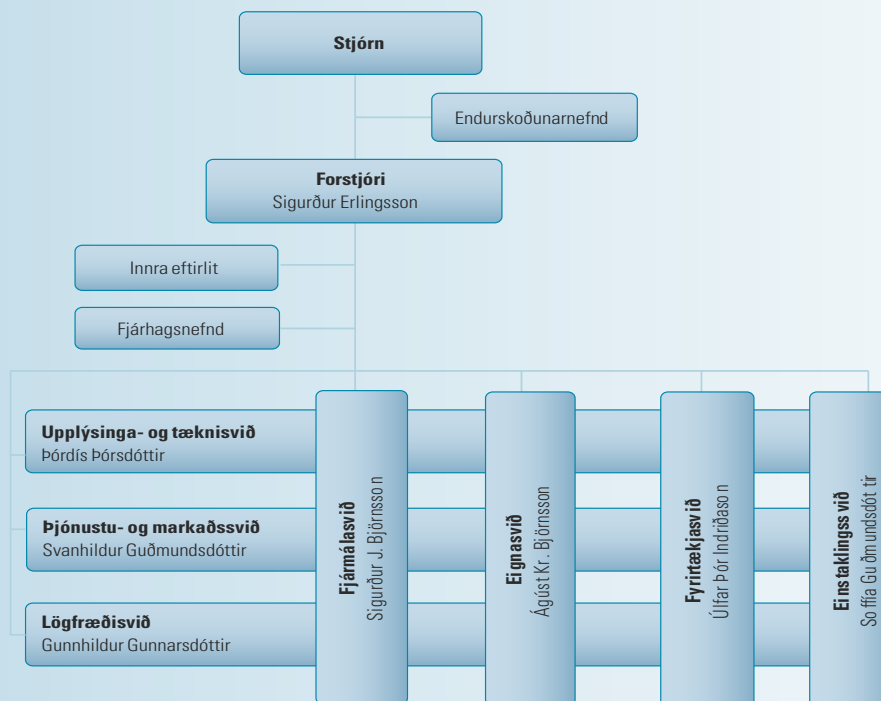 Stjórn
Endurskoðunarnefnd
Forstjóri
Sigurður Erlingsson
Innra eftirlit
Fjárhagsnefnd
Upplýsinga- og tæknisvið
Þórdís Þórsdóttir
Þjónustu- og markaðssvið
Svanhildur Guðmundsdóttir
Lögfræðisvið
Gunnhildur Gunnarsdóttir
Fjármálasvið
Sigurður J. Björnsson
Eignasvið
Ágúst Kr. Björnsson
Fyrirtækjasvið
Úlfar Þór Indriðason
Einstaklingssvið
Soffía Guðmundsdóttir